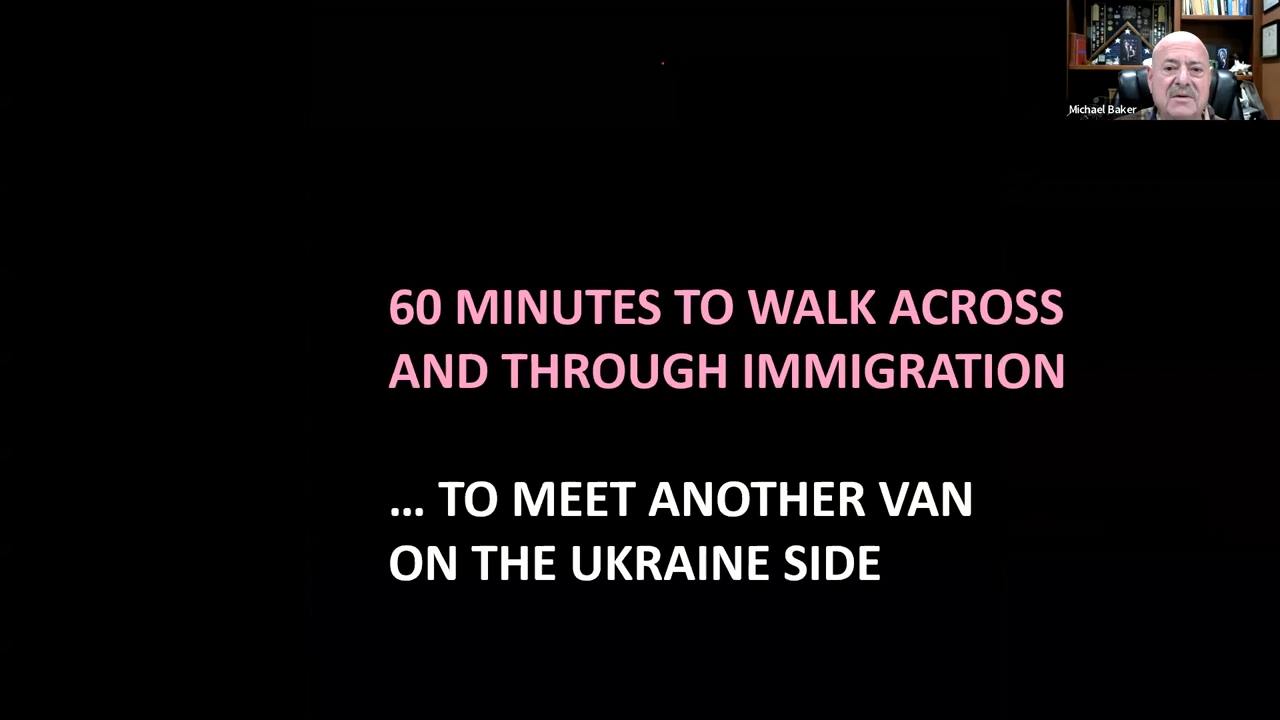 Michael Baker
60 MINUTES TO WALK ACROSS
AND THROUGH IMMIGRATION
... TO MEET ANOTHER VAN
ON THE UKRAINE SIDE